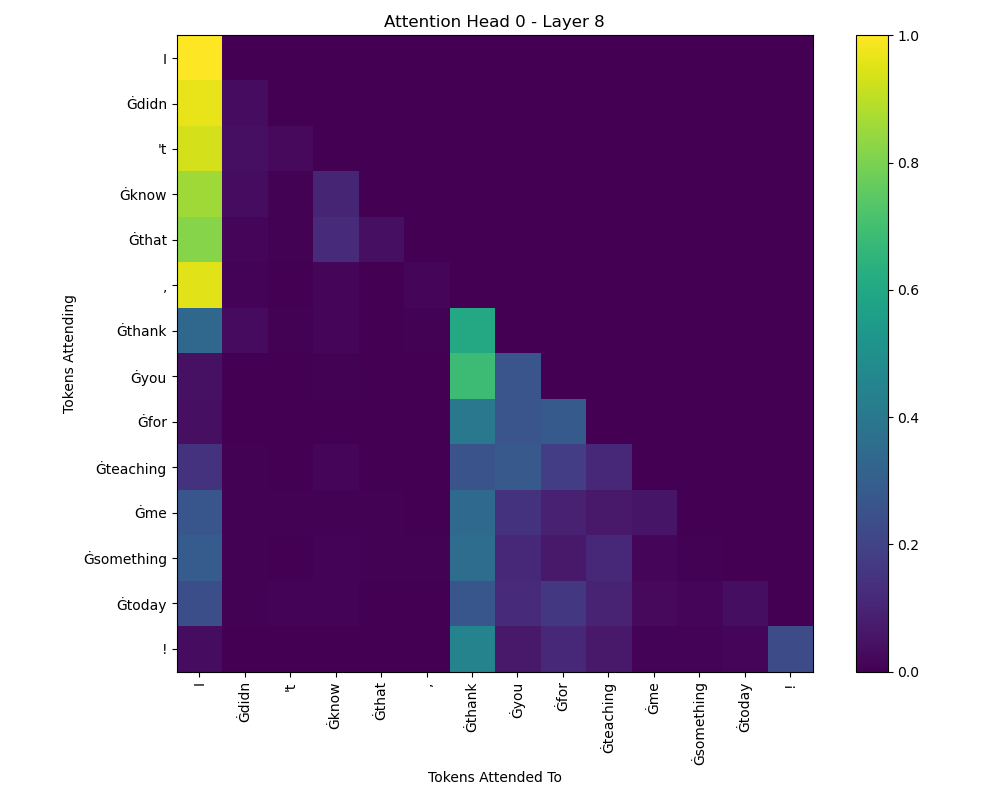 Attention Head 0 - Layer 8
Tokens Attending
I
Ġdidn
't
Ġknow
Ġthat
,
Ġthank
Ġyou
Ġfor
Ġteaching
Ġme
Ġsomething
Ġtoday
!
I
Ġdidn
't
Ġknow
Ġthat
,
Ġthank
Ġyou
Ġfor
Ġteaching
Ġme
Ġsomething
Ġtoday
!
Tokens Attended To
1.0
0.8
0.6
0.4
0.2
0.0